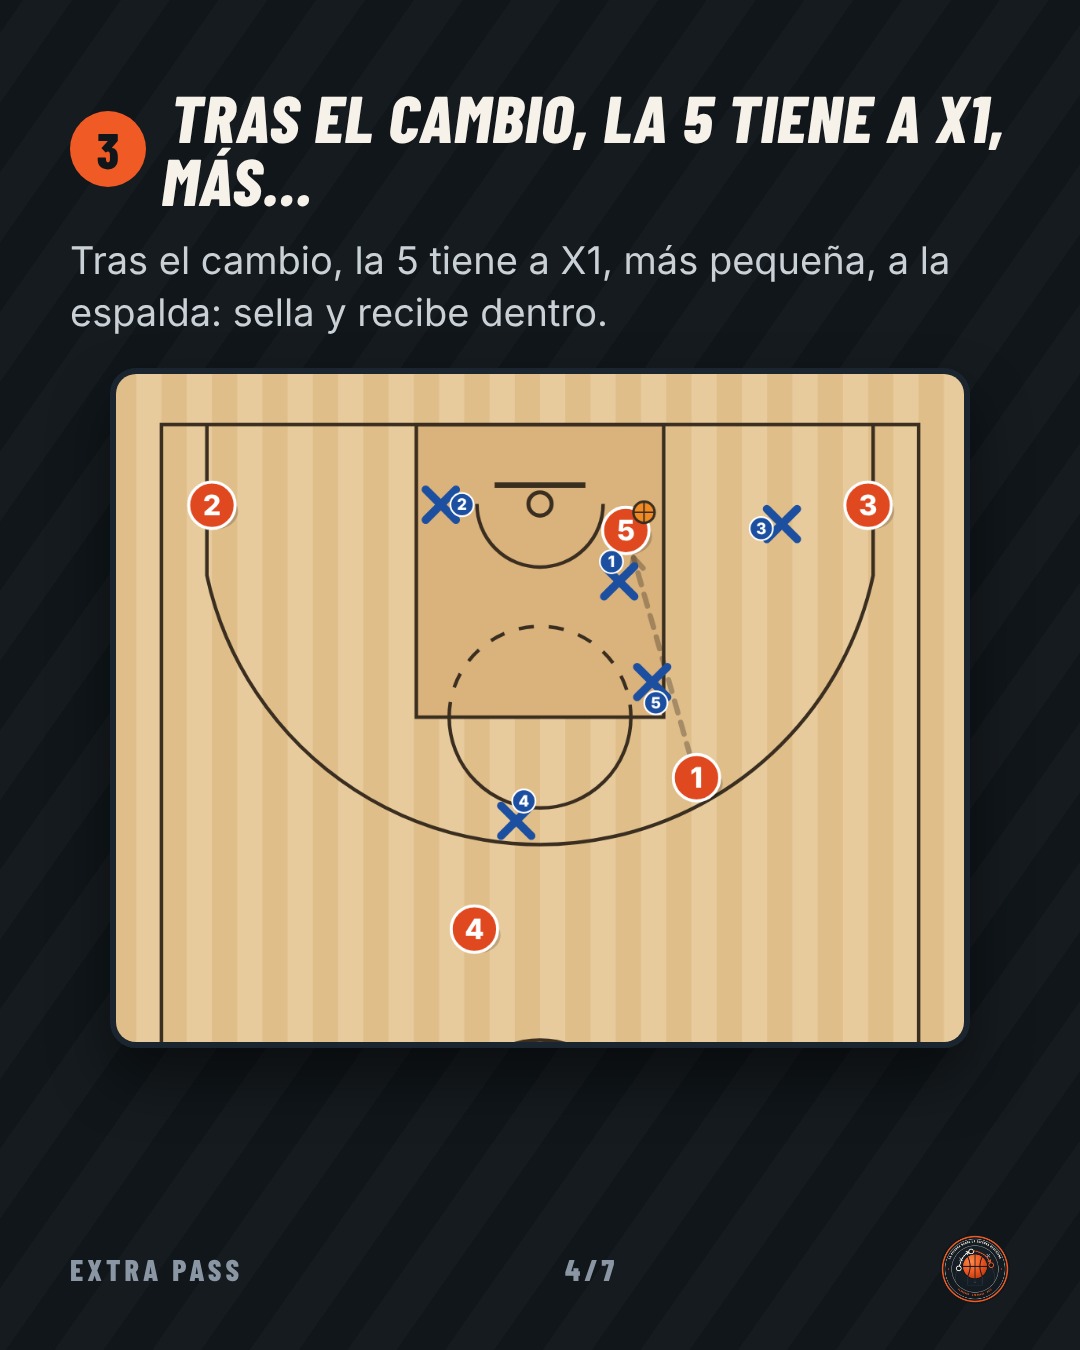 3
TRAS EL CAMBIO, LA 5 TIENE A X1,
MÁS...
Tras el cambio, la 5 tiene a X1, más pequeña, a la
espalda: sella y recibe dentro.
2
2
5
3
3
1
5
1
4
4
EXTRA PASS
4/7